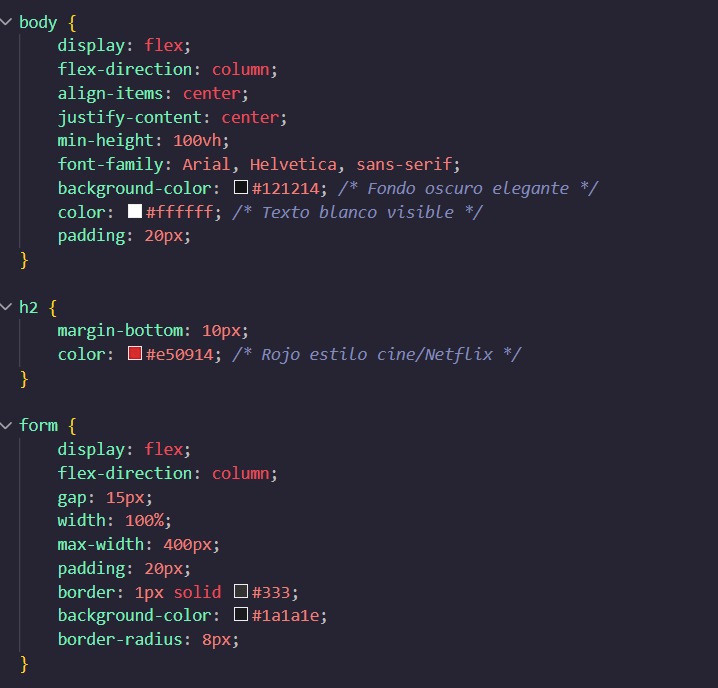 body {
    display: flex;
    flex-direction: column;
    align-items: center;
    justify-content: center;
    min-height: 100vh;
    font-family: Arial, Helvetica, sans-serif;
    background-color: #121214; /* Fondo oscuro elegante */
    color: #ffffff; /* Texto blanco visible */
    padding: 20px;
}

h2 {
    margin-bottom: 10px;
    color: #e50914; /* Rojo estilo cine/Netflix */
}

form {
    display: flex;
    flex-direction: column;
    gap: 15px;
    width: 100%;
    max-width: 400px;
    padding: 20px;
    border: 1px solid #333;
    background-color: #1a1a1e;
    border-radius: 8px;
}